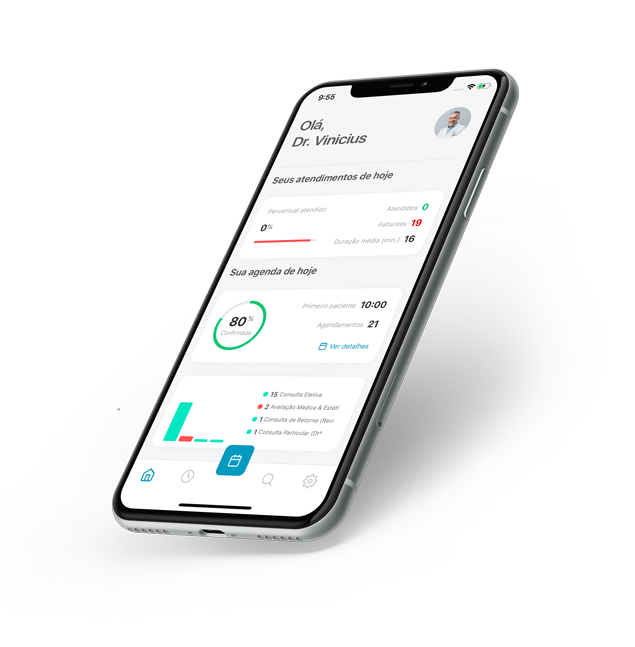 9:55
Olá,
Dr. Vinicius
Seus atendimentos de hoje
Percentual atendido
0%
Atendidos 0
Faltantes 19
Duração média (min.) 16
Sua agenda de hoje
80%
Confirmada
Primeiro paciente 10:00
Agendamentos 21
Ver detalhes
15 Consulta Eletiva
2 Avaliação Medica & Estéti
1 Consulta de Retorno (Revi
1 Consulta Particular (Drª